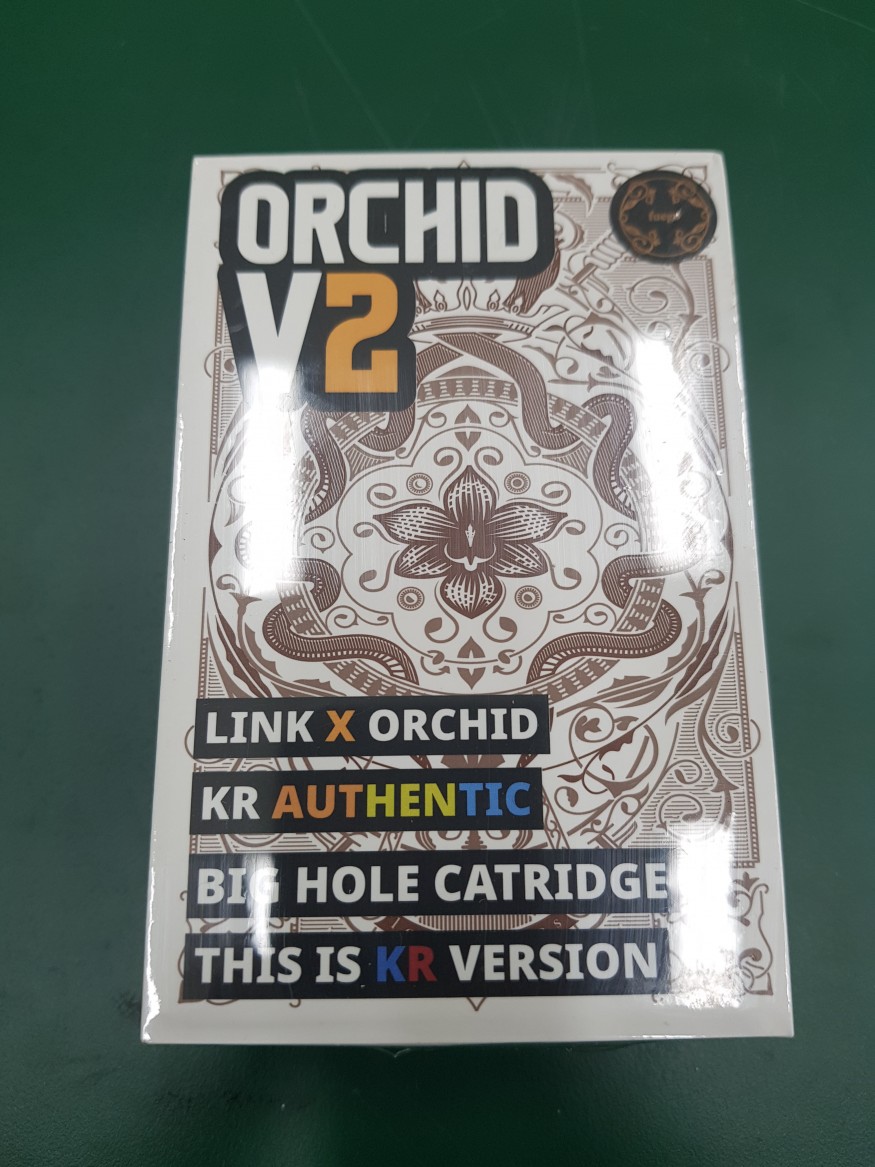 ORCHID
V2
LINK X ORCHID
KR AUTHENTIC
BIG HOLE CATRIDGE
THIS IS KR VERSION